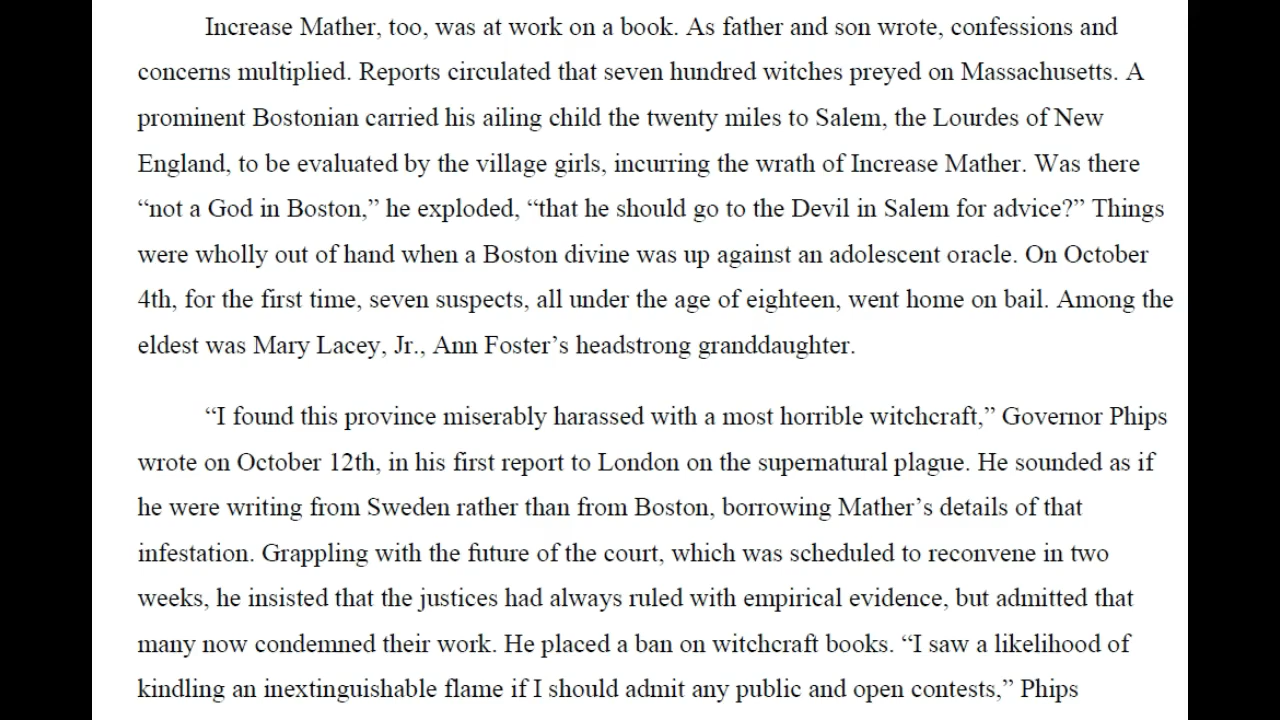 Increase Mather, too, was at work on a book. As father and son wrote, confessions and
concerns multiplied. Reports circulated that seven hundred witches preyed on Massachusetts. A
prominent Bostonian carried his ailing child the twenty miles to Salem, the Lourdes of New
England, to be evaluated by the village girls, incurring the wrath of Increase Mather. Was there
“not a God in Boston,” he exploded, “that he should go to the Devil in Salem for advice?” Things
were wholly out of hand when a Boston divine was up against an adolescent oracle. On October
4th, for the first time, seven suspects, all under the age of eighteen, went home on bail. Among the
eldest was Mary Lacey, Jr., Ann Foster’s headstrong granddaughter.
“I found this province miserably harassed with a most horrible witchcraft,” Governor Phips
wrote on October 12th, in his first report to London on the supernatural plague. He sounded as if
he were writing from Sweden rather than from Boston, borrowing Mather’s details of that
infestation. Grappling with the future of the court, which was scheduled to reconvene in two
weeks, he insisted that the justices had always ruled with empirical evidence, but admitted that
many now condemned their work. He placed a ban on witchcraft books. “I saw a likelihood of
kindling an inextinguishable flame if I should admit any public and open contests,” Phips